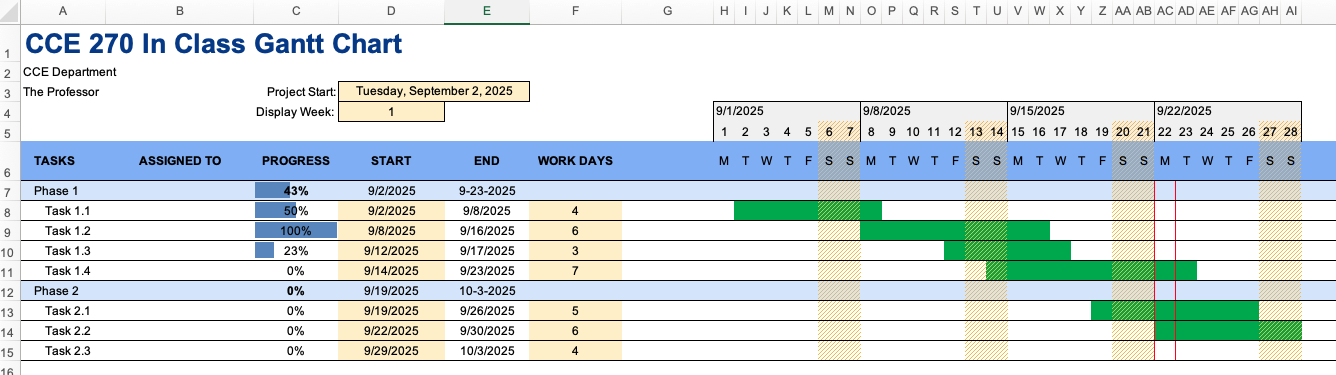 A B C D E F G H I J K L M N O P Q R S T U V W X Y Z AA AB AC AD AE AF AG AH AI
1 CCE 270 In Class Gantt Chart
2 CCE Department
3 The Professor Project Start: Tuesday, September 2, 2025
4 Display Week: 1 9/1/2025 9/8/2025 9/15/2025 9/22/2025
5 1 2 3 4 5 6 7 8 9 10 11 12 13 14 15 16 17 18 19 20 21 22 23 24 25 26 27 28
6 TASKS ASSIGNED TO PROGRESS START END WORK DAYS M T W T F S S M T W T F S S M T W T F S S M T W T F S S
7 Phase 1 43% 9/2/2025 9-23-2025
8 Task 1.1 50% 9/2/2025 9/8/2025 4
9 Task 1.2 100% 9/8/2025 9/16/2025 6
10 Task 1.3 23% 9/12/2025 9/17/2025 3
11 Task 1.4 0% 9/14/2025 9/23/2025 7
12 Phase 2 0% 9/19/2025 10-3-2025
13 Task 2.1 0% 9/19/2025 9/26/2025 5
14 Task 2.2 0% 9/22/2025 9/30/2025 6
15 Task 2.3 0% 9/29/2025 10/3/2025 4
16